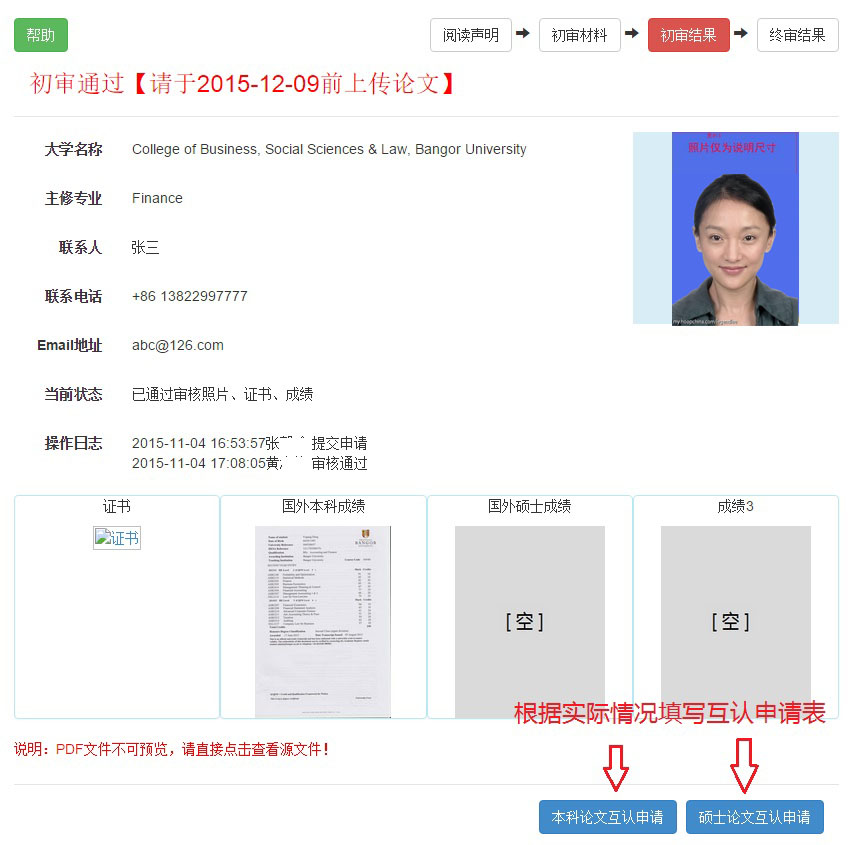 帮助
阅读声明
初审材料
初审结果
终审结果
初审通过【请于2015-12-09前上传论文】
大学名称 College of Business, Social Sciences & Law, Bangor University
照片仅为说明尺寸
主修专业 Finance
联系人 张三
联系电话 +86 13822997777
Email地址 abc@126.com
当前状态 已通过审核照片、证书、成绩
操作日志 2015-11-04 16:53:57张 提交申请
2015-11-04 17:08:05黄 审核通过
证书
国外本科成绩
国外硕士成绩
成绩3
证书
BANGOR
[空]
[空]
根据实际情况填写互认申请表
说明：PDF文件不可预览，请直接点击查看源文件！
本科论文互认申请
硕士论文互认申请